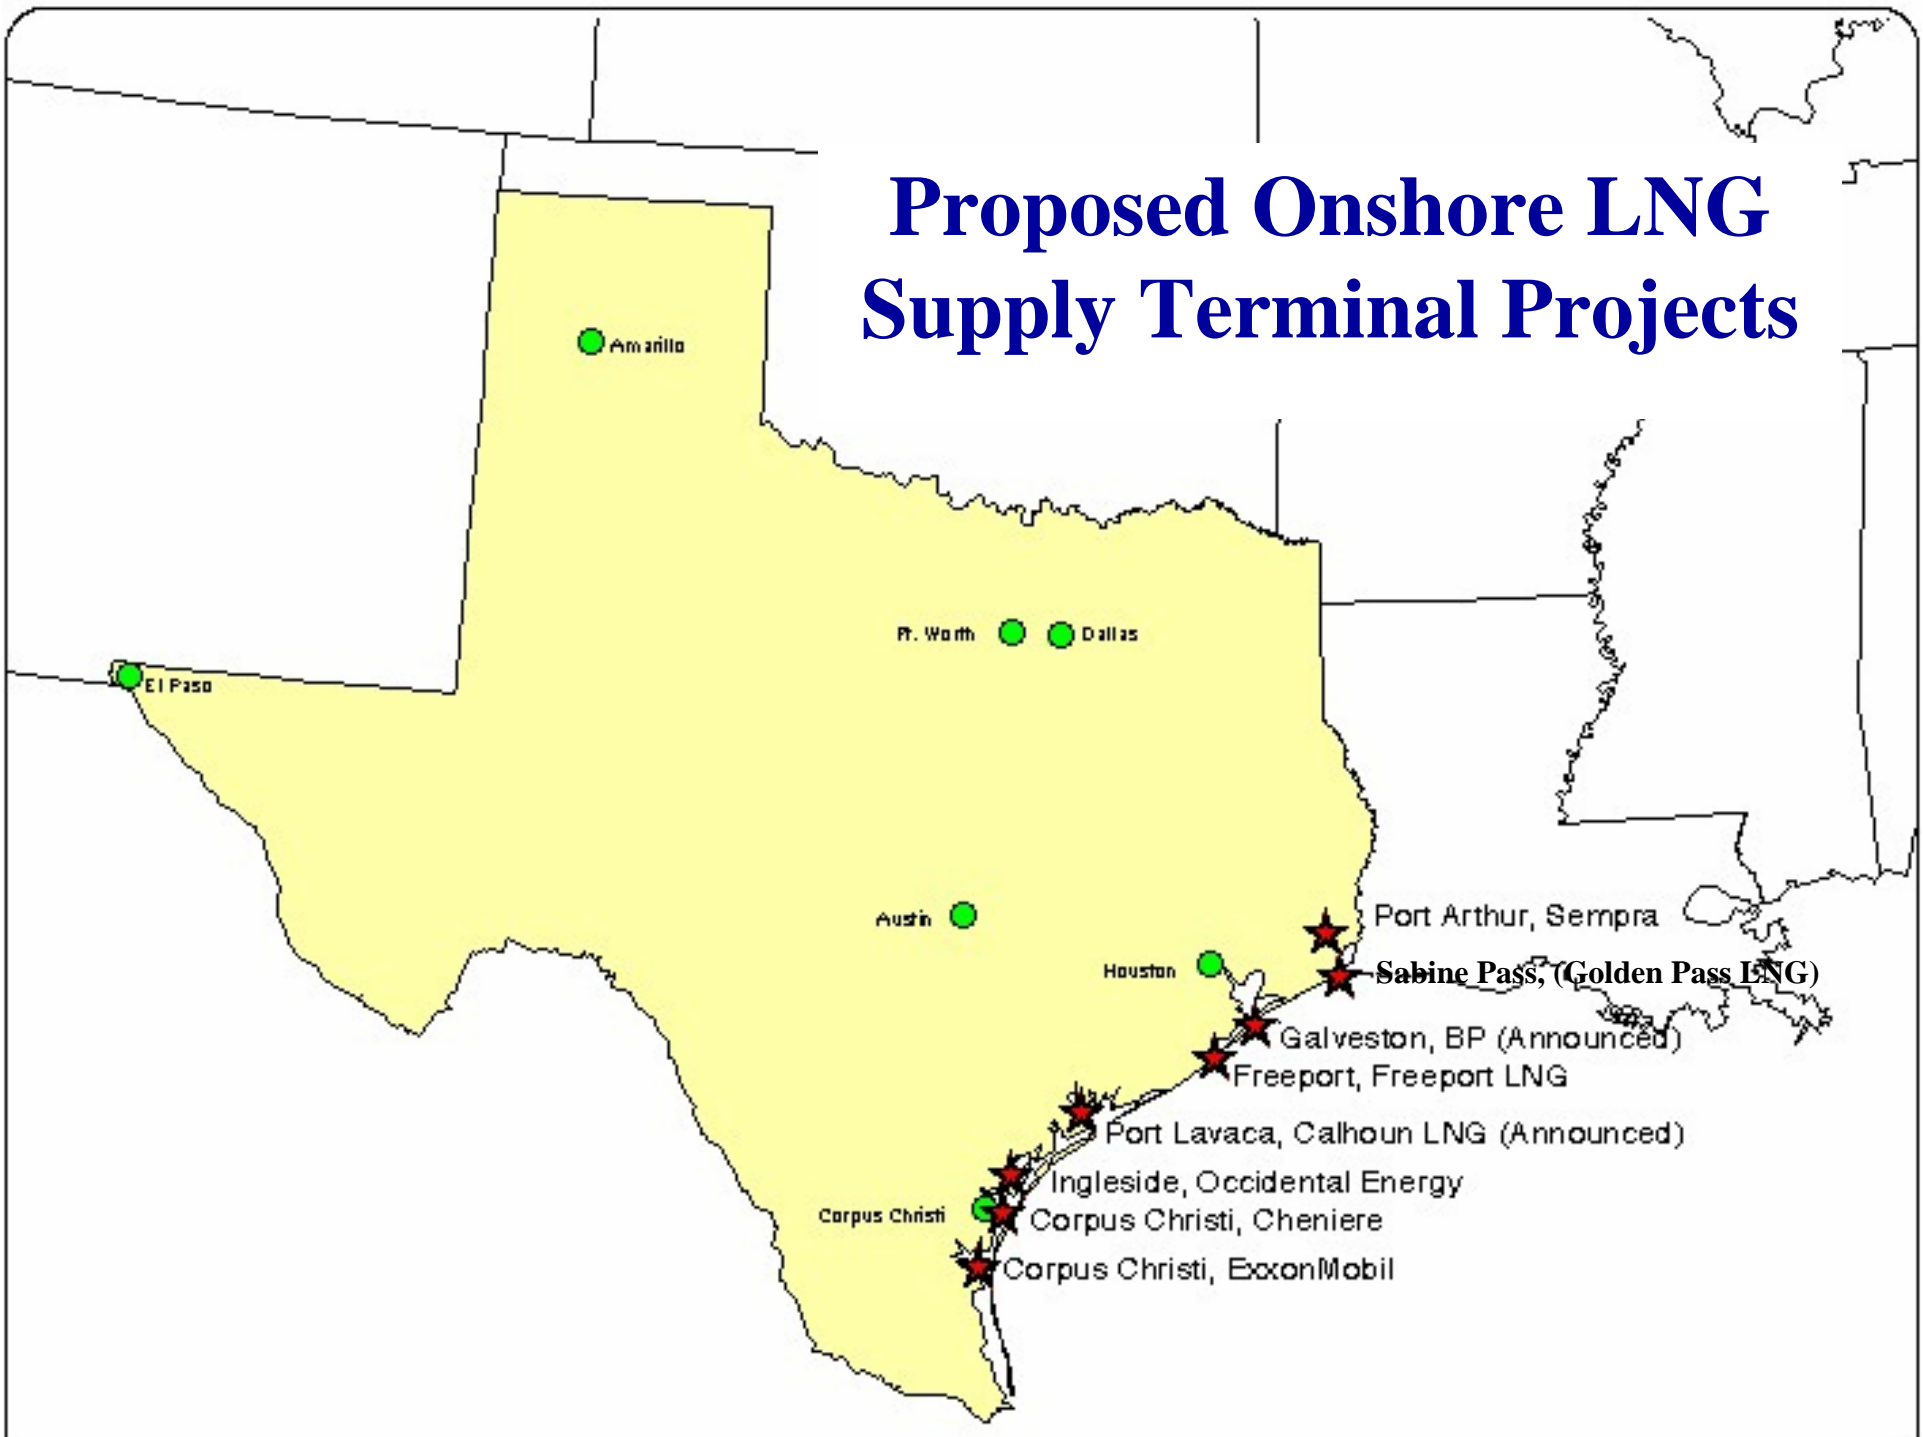 Proposed Onshore LNG
Supply Terminal Projects
Amarillo
Ft. Worth
Dallas
El Paso
Austin
Port Arthur, Sempra
Houston
Sabine Pass, (Golden Pass LNG)
Galveston, BP (Announced)
Freeport, Freeport LNG
Port Lavaca, Calhoun LNG (Announced)
Ingleside, Occidental Energy
Corpus Christi
Corpus Christi, Cheniere
Corpus Christi, ExxonMobil